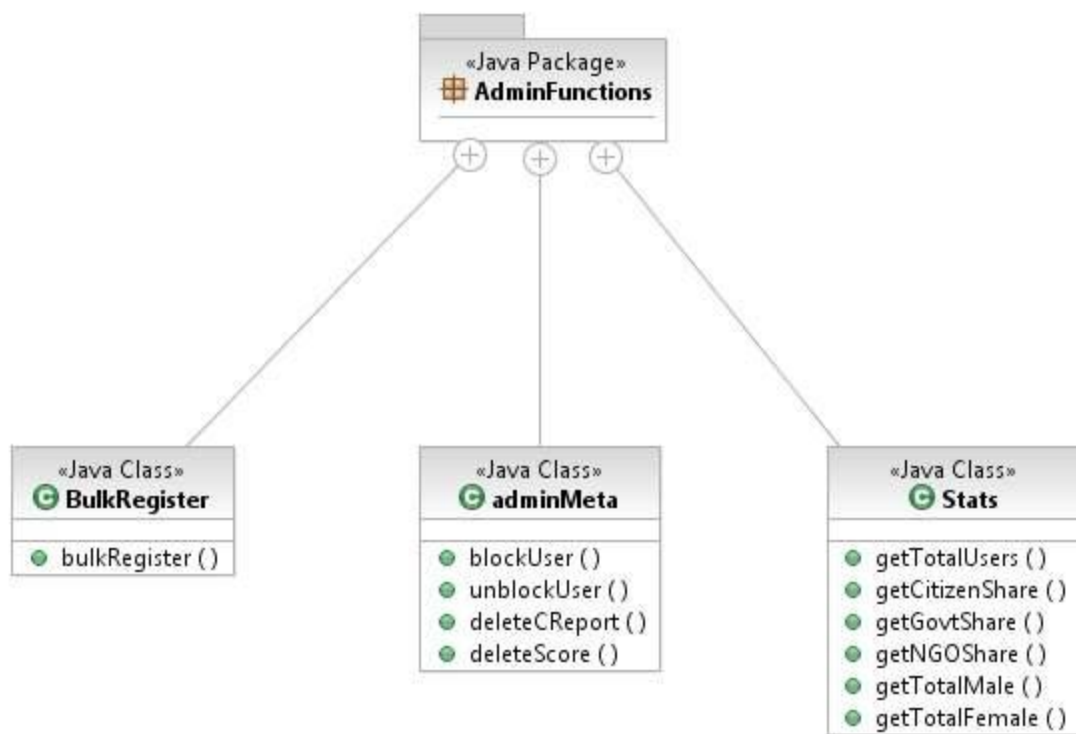 «Java Package»
AdminFunctions
«Java Class»
BulkRegister
bulkRegister ( )
«Java Class»
adminMeta
blockUser ( )
unblockUser ( )
deleteCReport ( )
deleteScore ( )
«Java Class»
Stats
getTotalUsers ( )
getCitizenShare ( )
getGovtShare ( )
getNGOShare ( )
getTotalMale ( )
getTotalFemale ( )